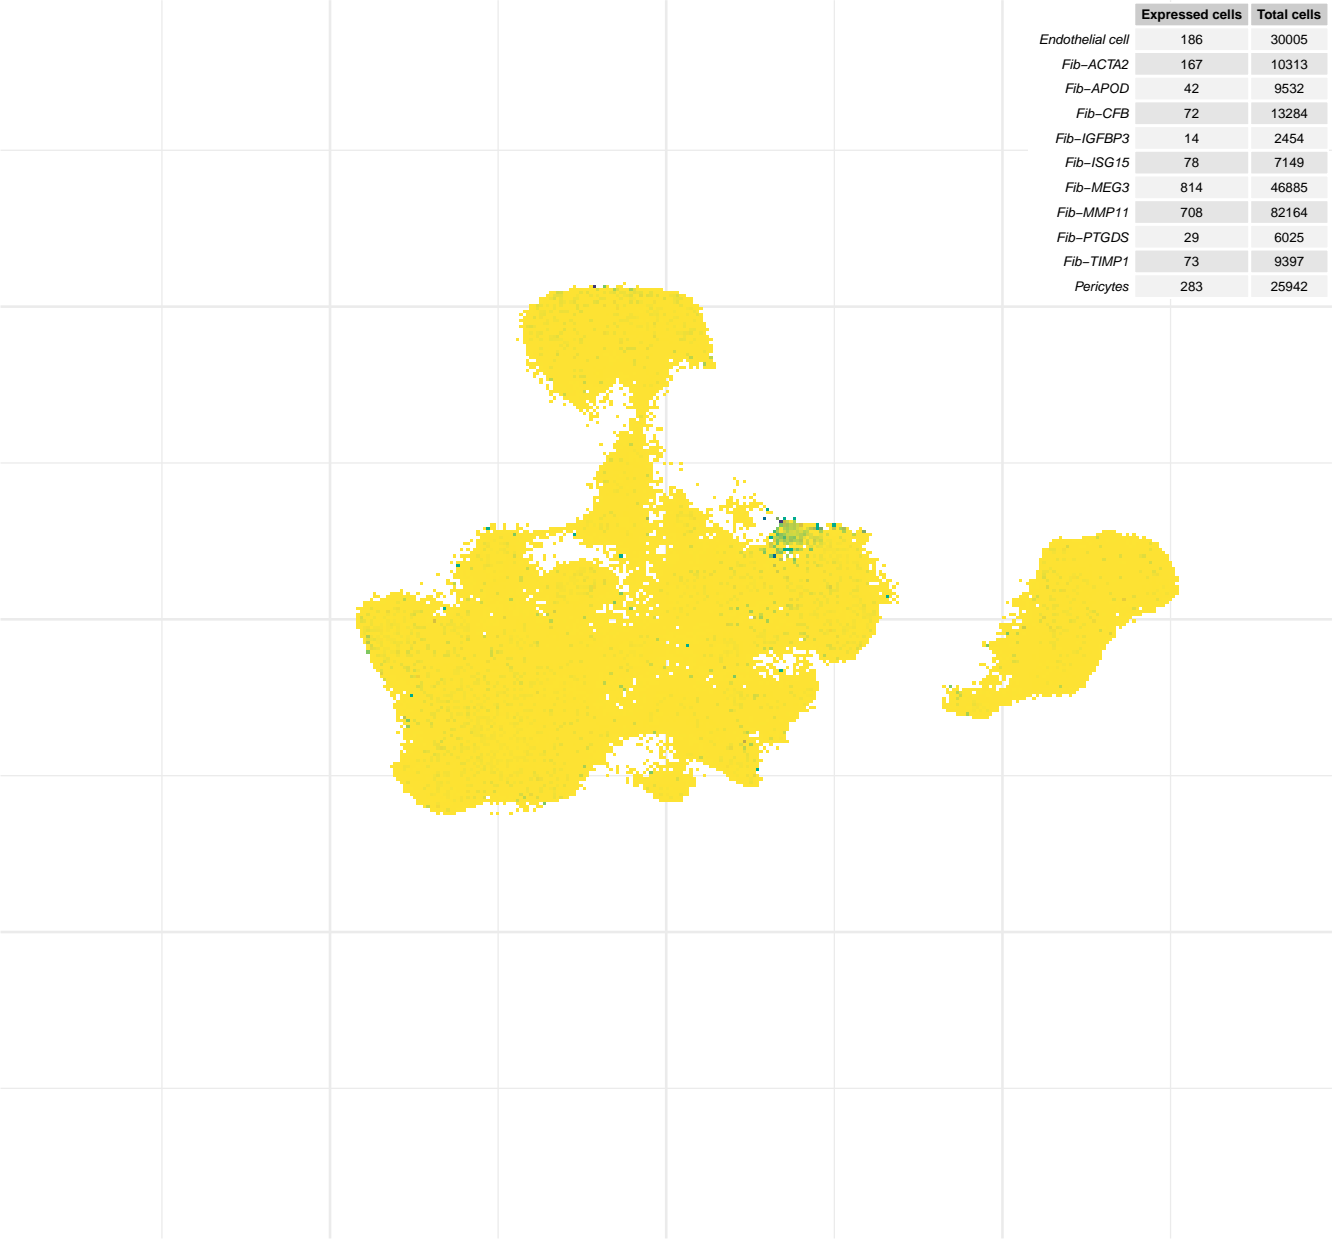 Expressed cells Total cells
Endothelial cell 186 30005
Fib−ACTA2 167 10313
Fib−APOD 42 9532
Fib−CFB 72 13284
Fib−IGFBP3 14 2454
Fib−ISG15 78 7149
Fib−MEG3 814 46885
Fib−MMP11 708 82164
Fib−PTGDS 29 6025
Fib−TIMP1 73 9397
Pericytes 283 25942